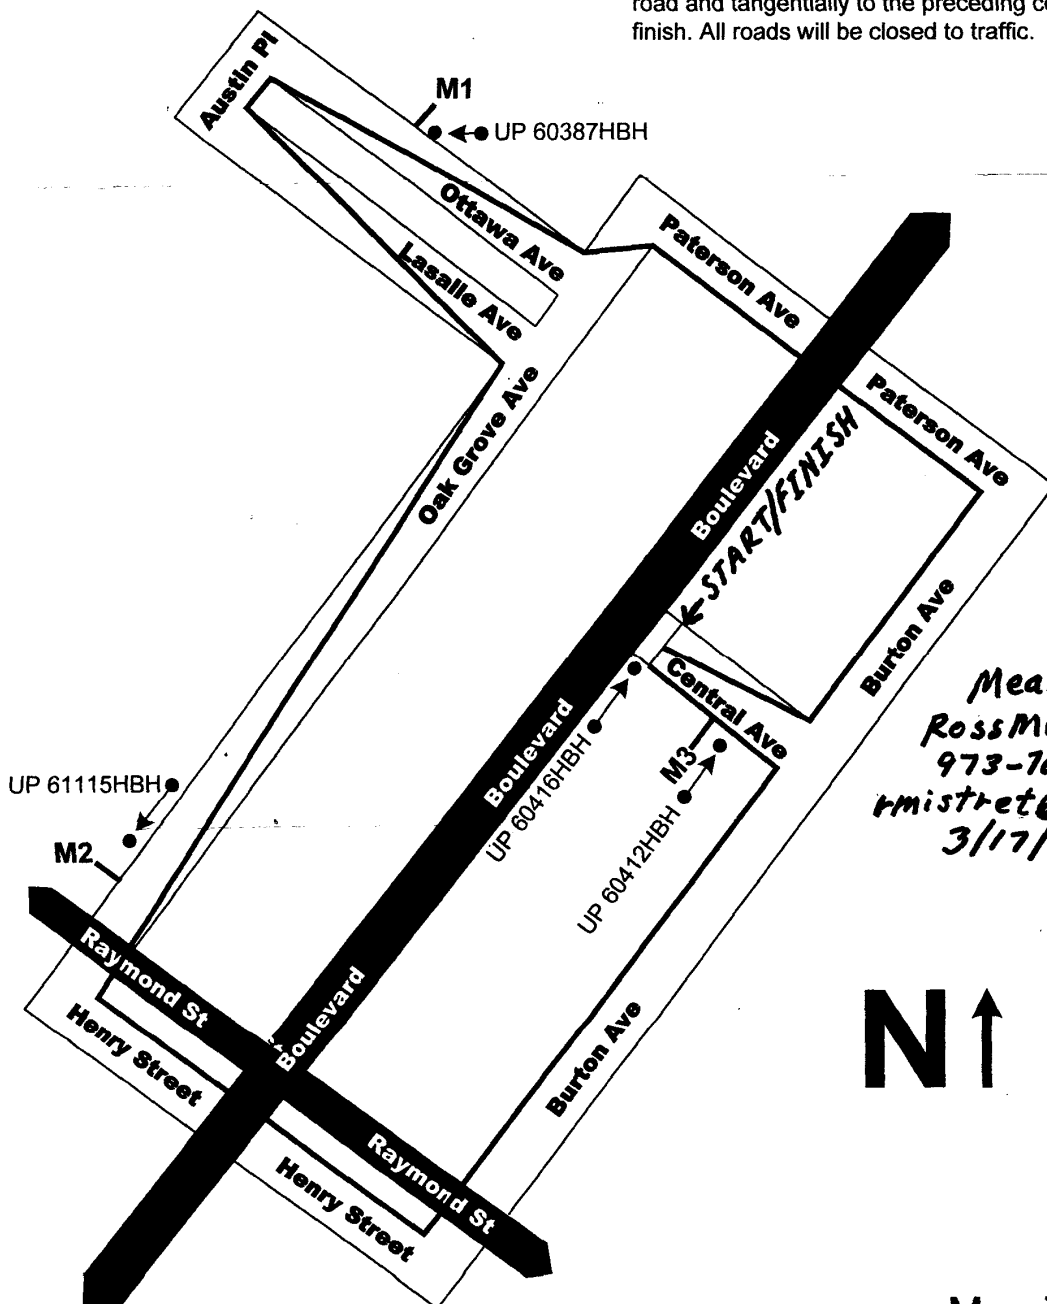 road and tangentially to the preceding
finish. All roads will be closed to traffic.
Austin Pl
M1
UP 60387HBH
Ottawa Ave
Lasalle Ave
Paterson Ave
Oak Grove Ave
Paterson Ave
Boulevard
←START/FINISH
Burton Ave
Central Ave
Boulevard
UP 60416HBH
M3
UP 60412HBH
UP 61115HBH
M2
3/17/
973-
Raymond St
Henry Street
Boulevard
Burton Ave
N
Henry Street
Raymond St